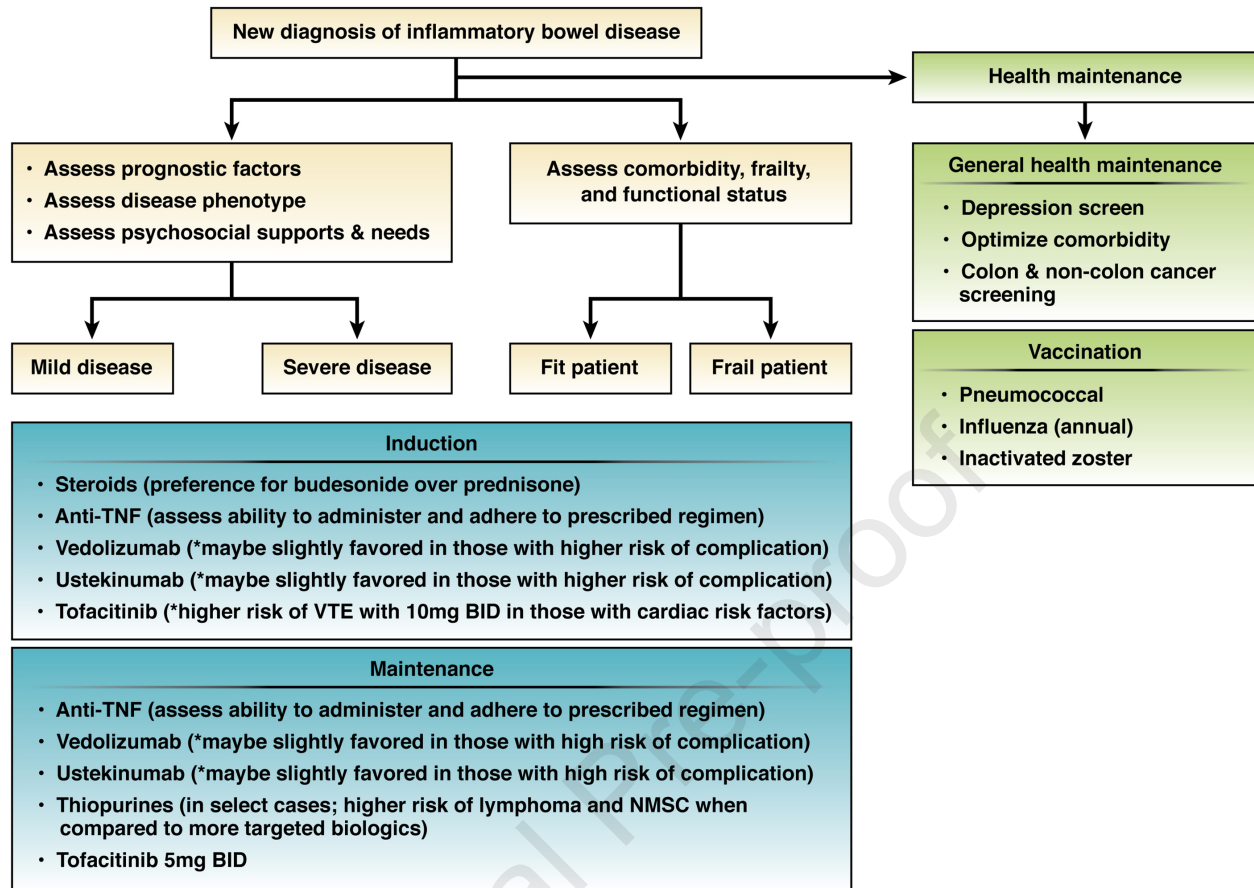 New diagnosis of inflammatory bowel disease
Health maintenance
• Assess prognostic factors
• Assess disease phenotype
• Assess psychosocial supports & needs
Assess comorbidity, frailty,
and functional status
General health maintenance
• Depression screen
• Optimize comorbidity
• Colon & non-colon cancer
screening
Mild disease
Severe disease
Fit patient
Frail patient
Vaccination
• Pneumococcal
• Influenza (annual)
• Inactivated zoster
Induction
• Steroids (preference for budesonide over prednisone)
• Anti-TNF (assess ability to administer and adhere to prescribed regimen)
• Vedolizumab (*maybe slightly favored in those with higher risk of complication)
• Ustekinumab (*maybe slightly favored in those with higher risk of complication)
• Tofacitinib (*higher risk of VTE with 10mg BID in those with cardiac risk factors)
Maintenance
• Anti-TNF (assess ability to administer and adhere to prescribed regimen)
• Vedolizumab (*maybe slightly favored in those with high risk of complication)
• Ustekinumab (*maybe slightly favored in those with high risk of complication)
• Thiopurines (in select cases; higher risk of lymphoma and NMSC when
compared to more targeted biologics)
• Tofacitinib 5mg BID
Pre-proof